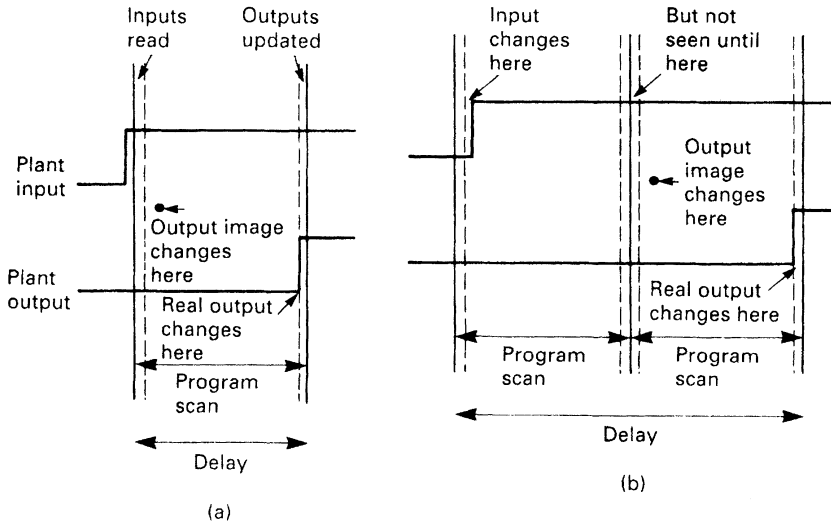 Inputs
read
Outputs
updated
Plant
input
Output image
changes
here
Plant
output
Real output
changes
here
Program
scan
Delay
(a)
Input
changes
here
But not
seen until
here
Output
image
changes
here
Real output
changes here
Program
scan
Program
scan
Delay
(b)